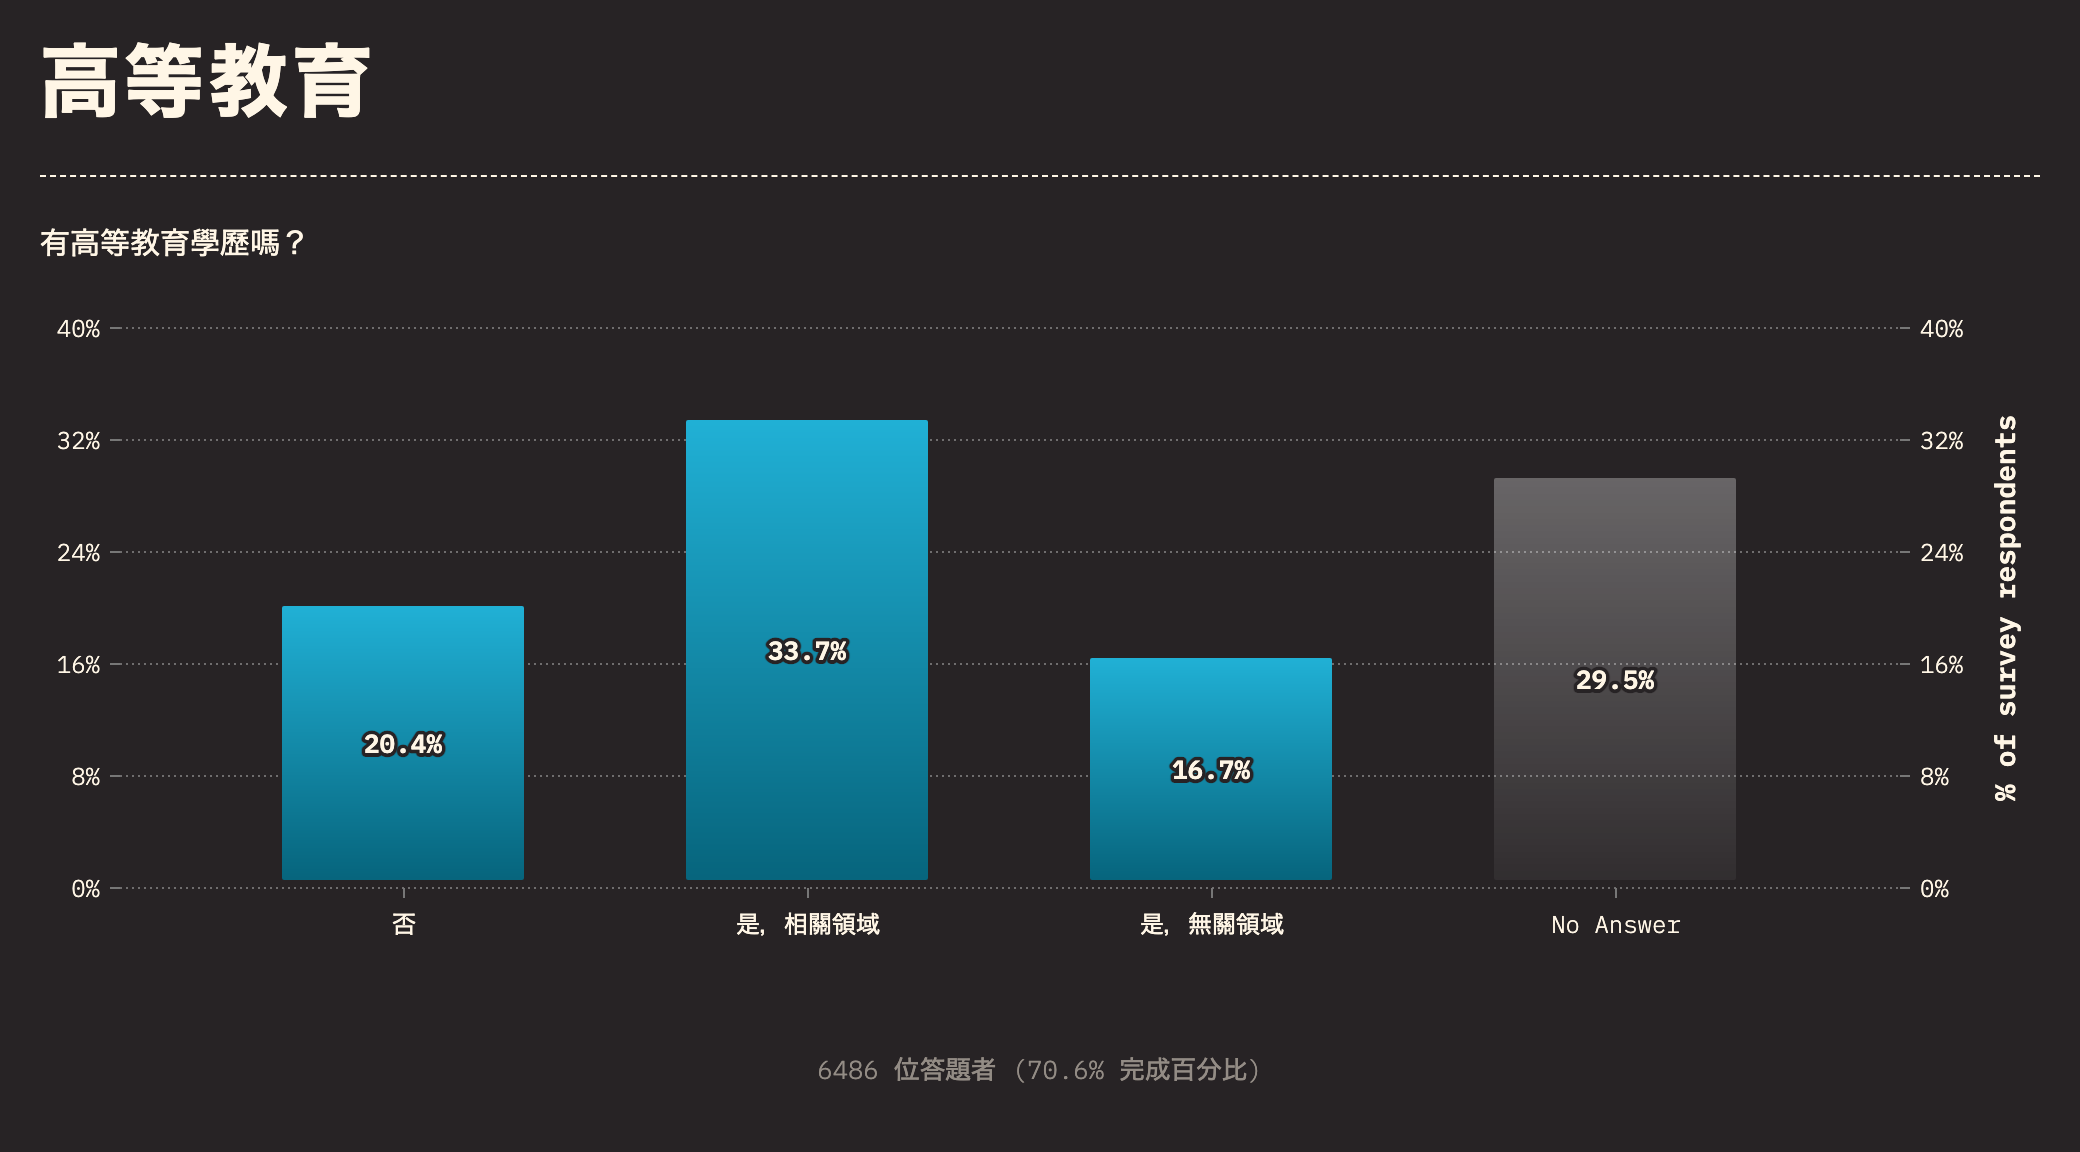 高等教育
有高等教育學歷嗎？
40%
32%
24%
16%
8%
0%
40%
32%
24%
16%
8%
0%
% of survey respondents
20.4%
33.7%
16.7%
29.5%
否
是，相關領域
是，無關領域
No Answer
6486 位答題者 (70.6% 完成百分比)